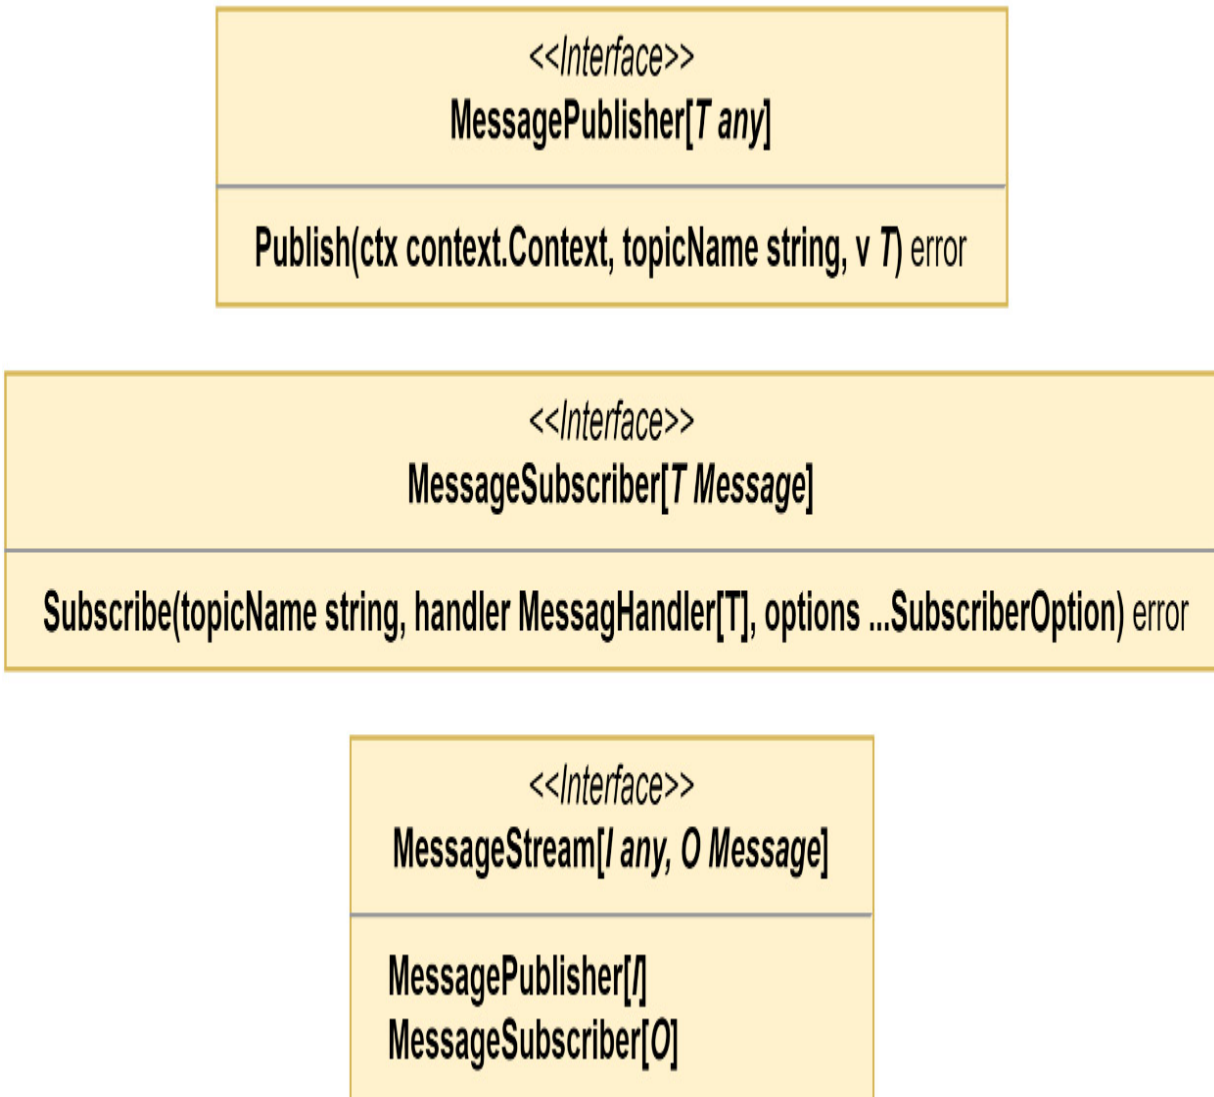 <<Interface>>
MessagePublisher[T any]
Publish(ctx context.Context, topicName string, v T) error
<<Interface>>
MessageSubscriber[T Message]
Subscribe(topicName string, handler MessagHandler[T], options ...SubscriberOption) error
<<Interface>>
MessageStream[I any, O Message]
MessagePublisher[I]
MessageSubscriber[O]